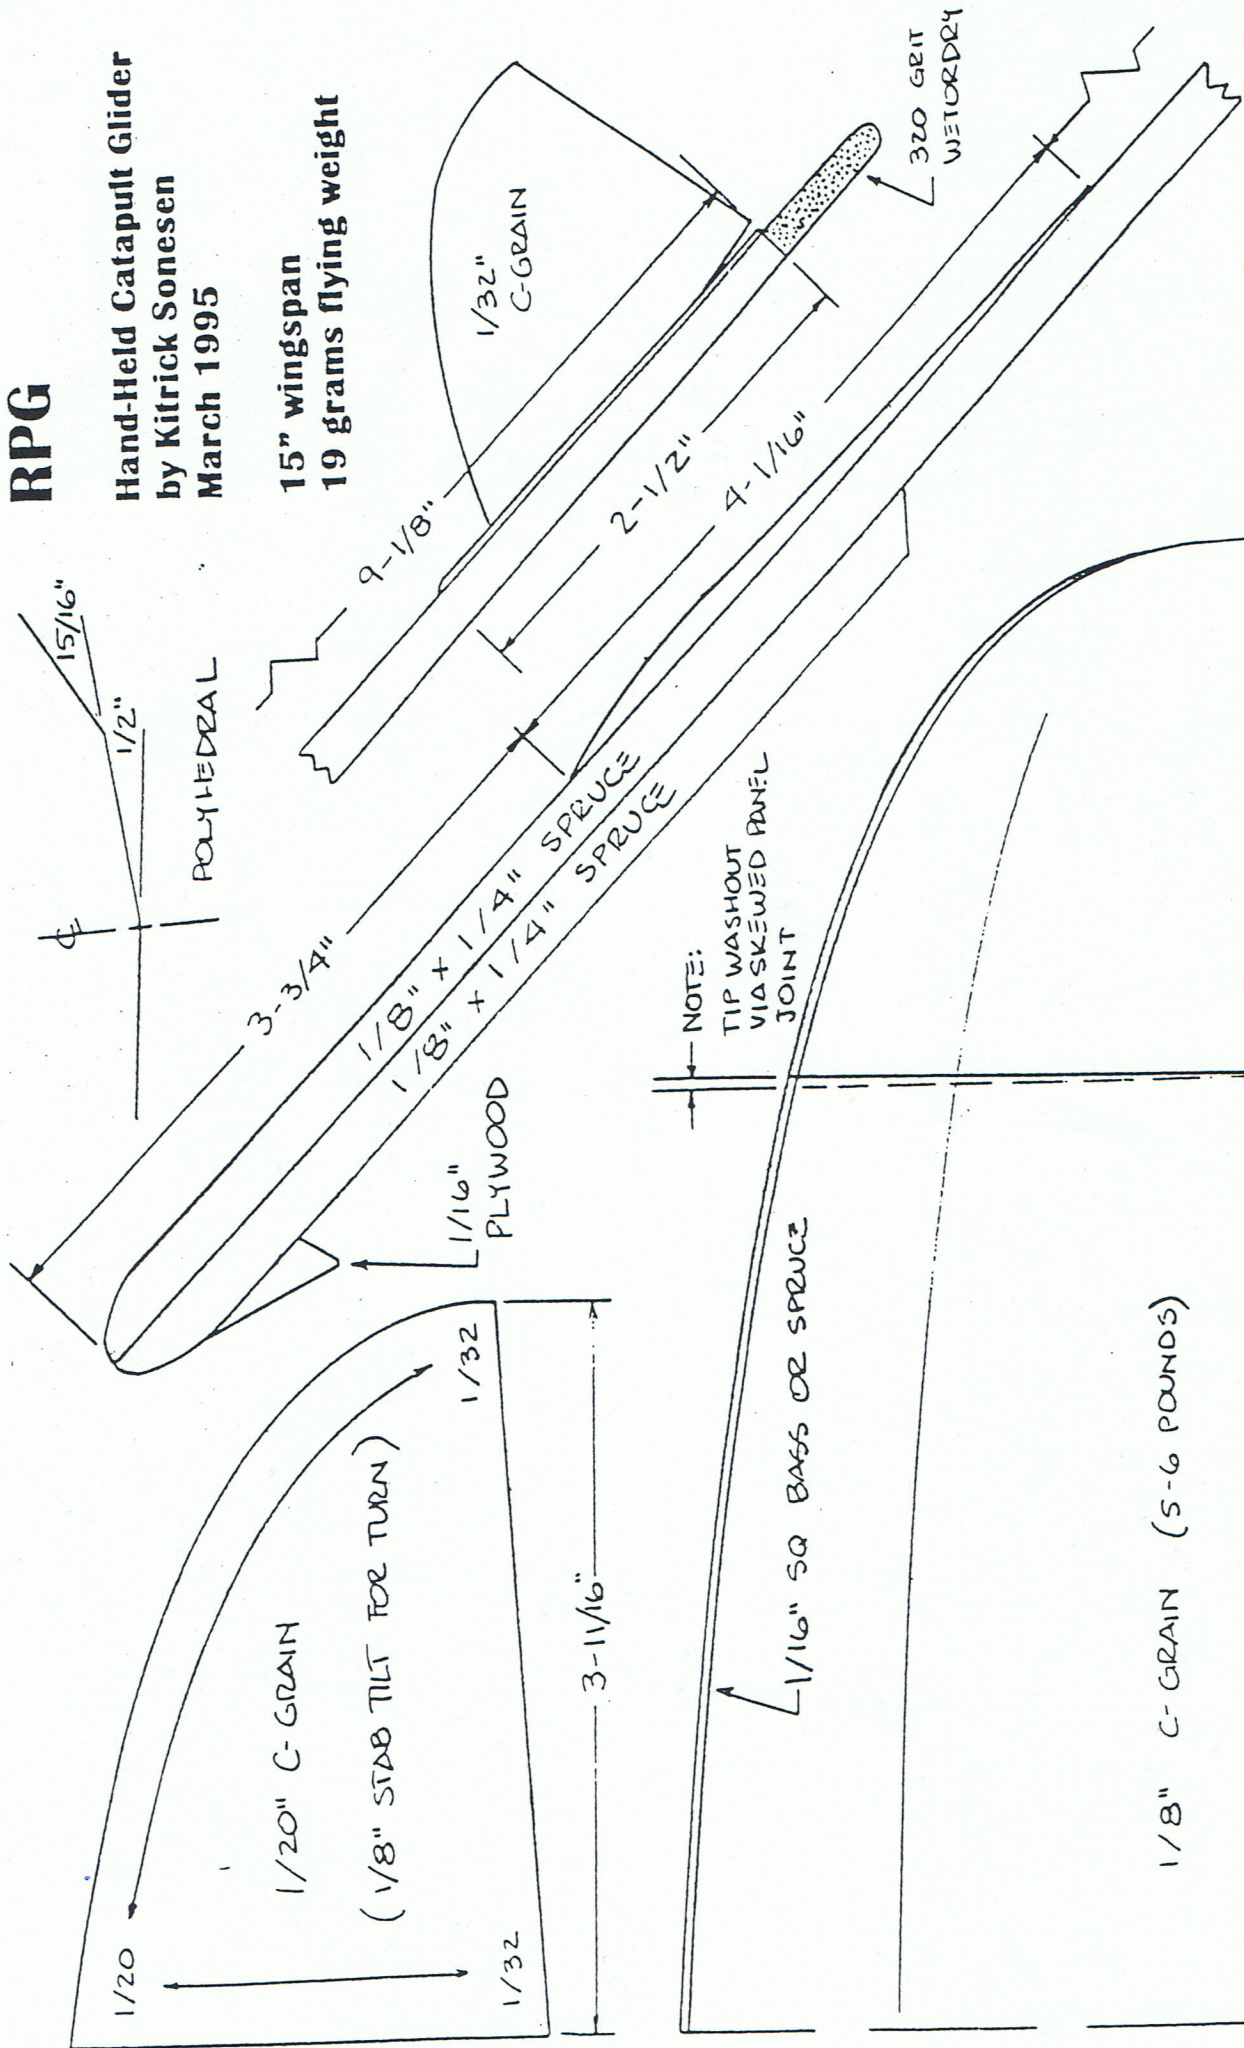 RPG
Hand-Held Catapult Glider
by Kitrick Sonesen
March 1995
15" wingspan
19 grams flying weight
℄
1/2"
15/16"
POLYHEDRAL
9-1/8"
1/32"
C-GRAIN
320 GRIT
WETORDRY
2-1/2"
4-1/16"
3-3/4"
1/8" x 1/4" SPRUCE
1/8" x 1/4" SPRUCE
1/16"
PLYWOOD
1/20
1/32
1/32
1/20" C-GRAIN
(1/8" STAB TILT FOR TURN)
3-11/16"
NOTE:
TIP WASHOUT
VIA SKEWED PANEL
JOINT
1/16" SQ BASS OR SPRUCE
1/8" C-GRAIN (5-6 POUNDS)